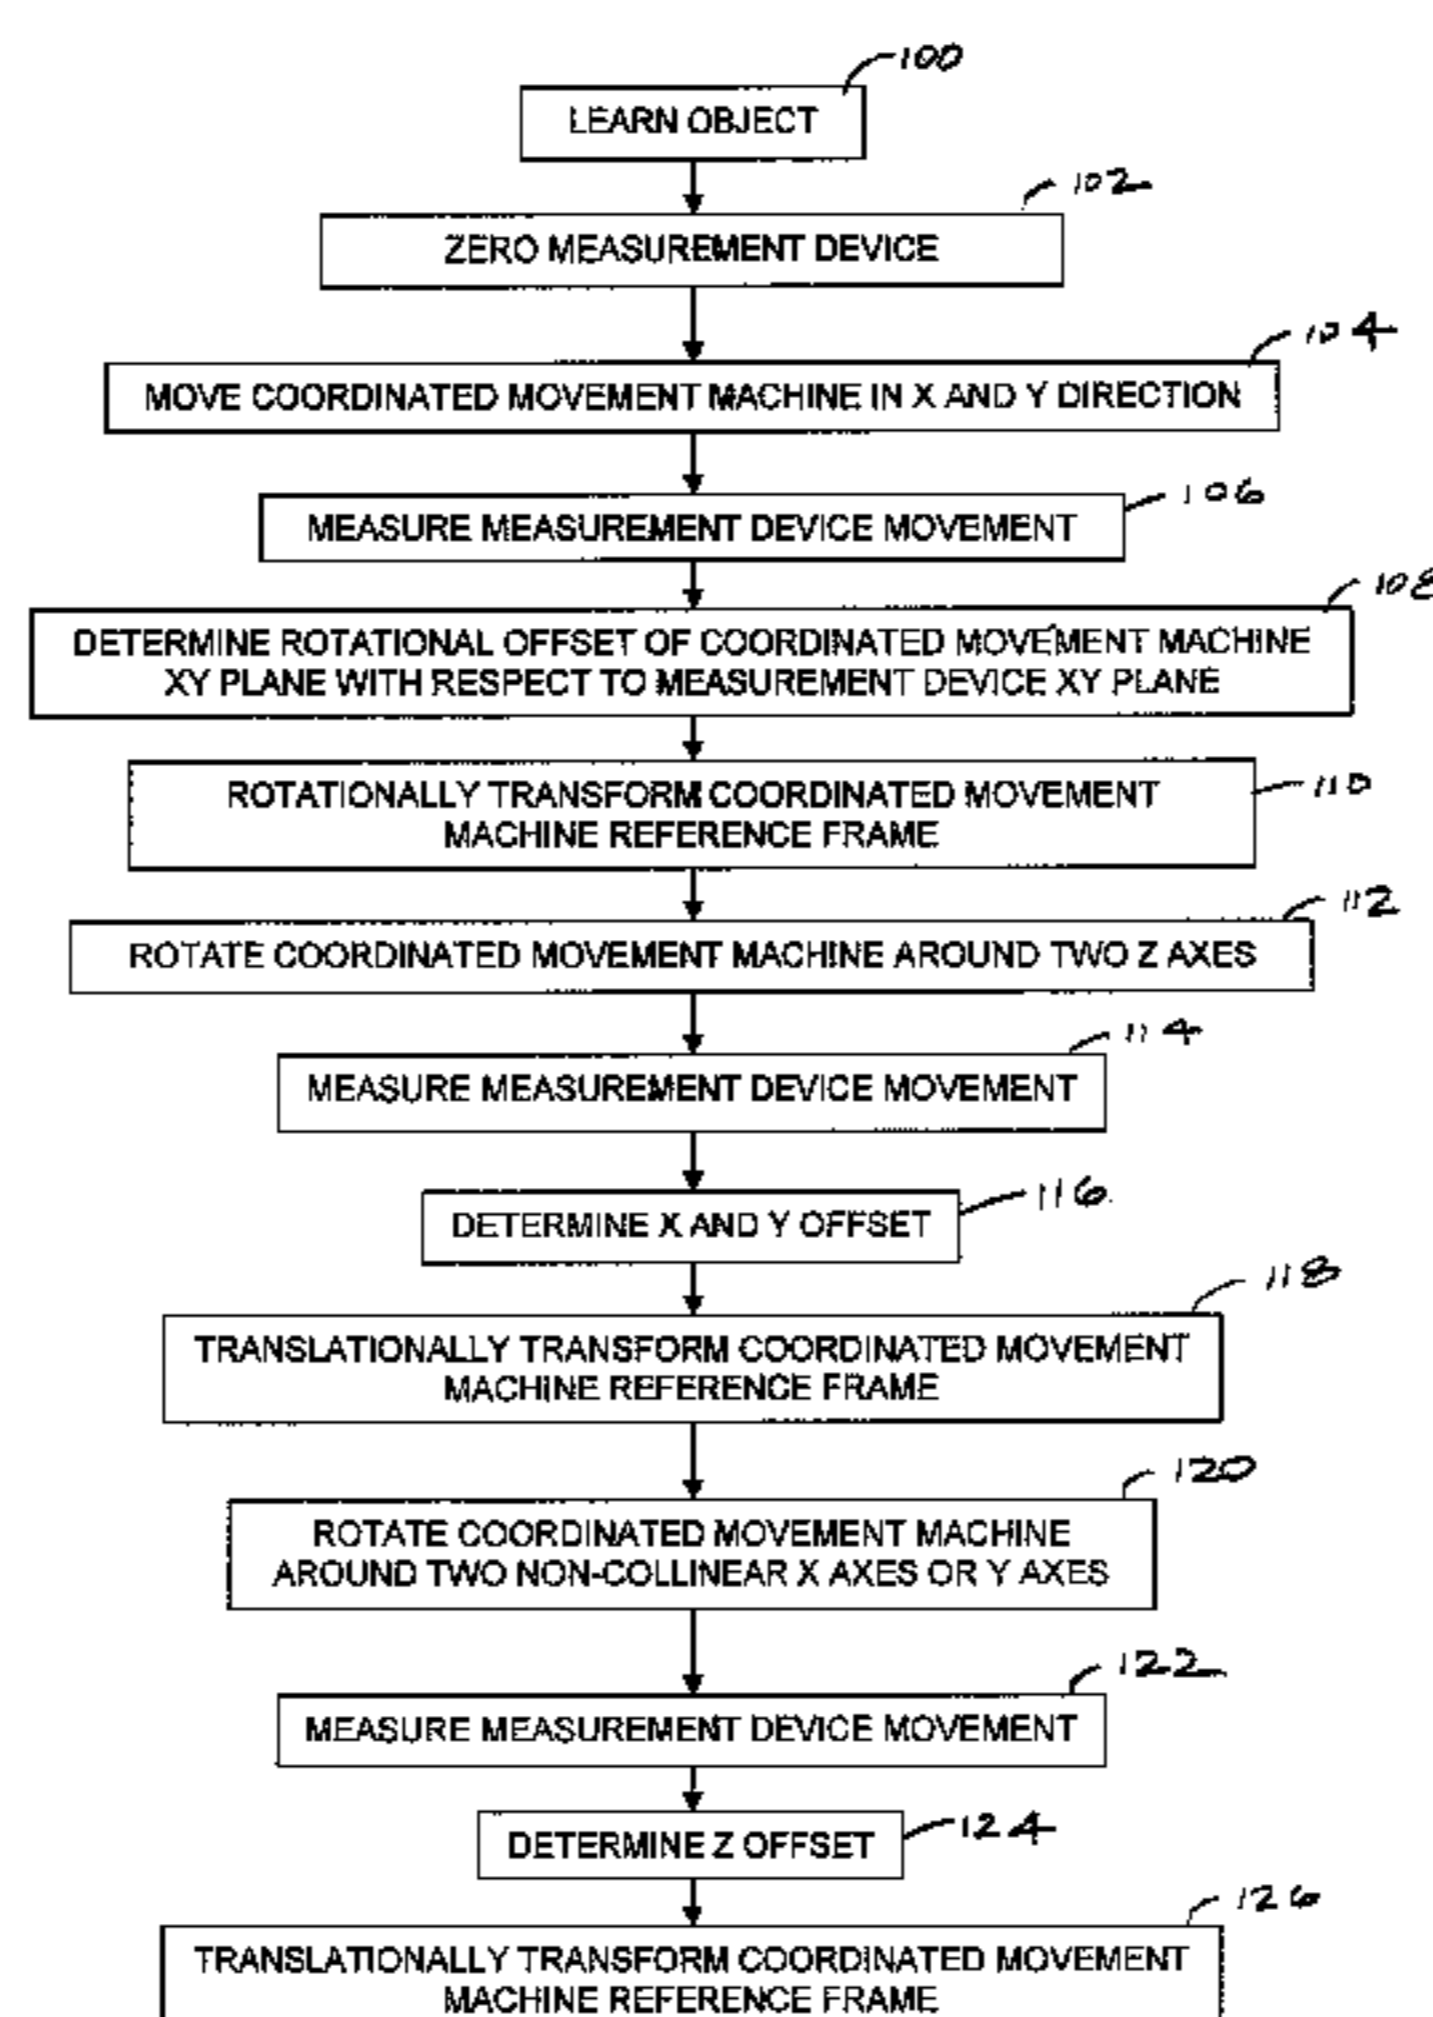 100
LEARN OBJECT
102
ZERO MEASUREMENT DEVICE
104
MOVE COORDINATED MOVEMENT MACHINE IN X AND Y DIRECTION
106
MEASURE MEASUREMENT DEVICE MOVEMENT
108
DETERMINE ROTATIONAL OFFSET OF COORDINATED MOVEMENT MACHINE
XY PLANE WITH RESPECT TO MEASUREMENT DEVICE XY PLANE
110
ROTATIONALLY TRANSFORM COORDINATED MOVEMENT
MACHINE REFERENCE FRAME
112
ROTATE COORDINATED MOVEMENT MACHINE AROUND TWO Z AXES
114
MEASURE MEASUREMENT DEVICE MOVEMENT
116
DETERMINE X AND Y OFFSET
118
TRANSLATIONALLY TRANSFORM COORDINATED MOVEMENT
MACHINE REFERENCE FRAME
120
ROTATE COORDINATED MOVEMENT MACHINE
AROUND TWO NON-COLLINEAR X AXES OR Y AXES
122
MEASURE MEASUREMENT DEVICE MOVEMENT
124
DETERMINE Z OFFSET
126
TRANSLATIONALLY TRANSFORM COORDINATED MOVEMENT
MACHINE REFERENCE FRAME